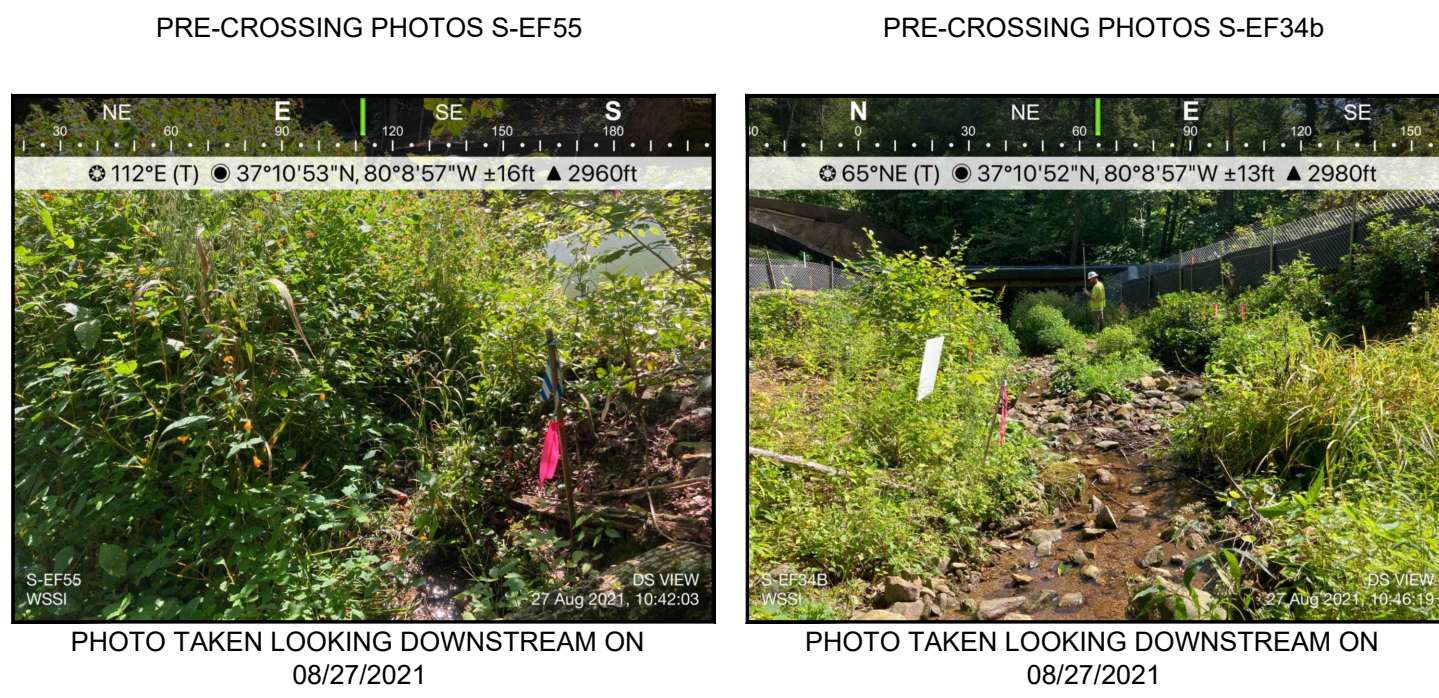 PRE-CROSSING PHOTOS S-EF55
NE E SE S
30 60 90 120 150 180
112°E (T) 37°10'53"N, 80°8'57"W ±16ft ▲ 2960ft
S-EF55
WSSI
DS VIEW
27 Aug 2021, 10:42:03
PHOTO TAKEN LOOKING DOWNSTREAM ON
08/27/2021
PRE-CROSSING PHOTOS S-EF34b
N NE E SE
0 30 60 90 120 150
65°NE (T) 37°10'52"N, 80°8'57"W ±13ft ▲ 2980ft
S-EF34B
WSSI
DS VIEW
27 Aug 2021, 10:46:19
PHOTO TAKEN LOOKING DOWNSTREAM ON
08/27/2021